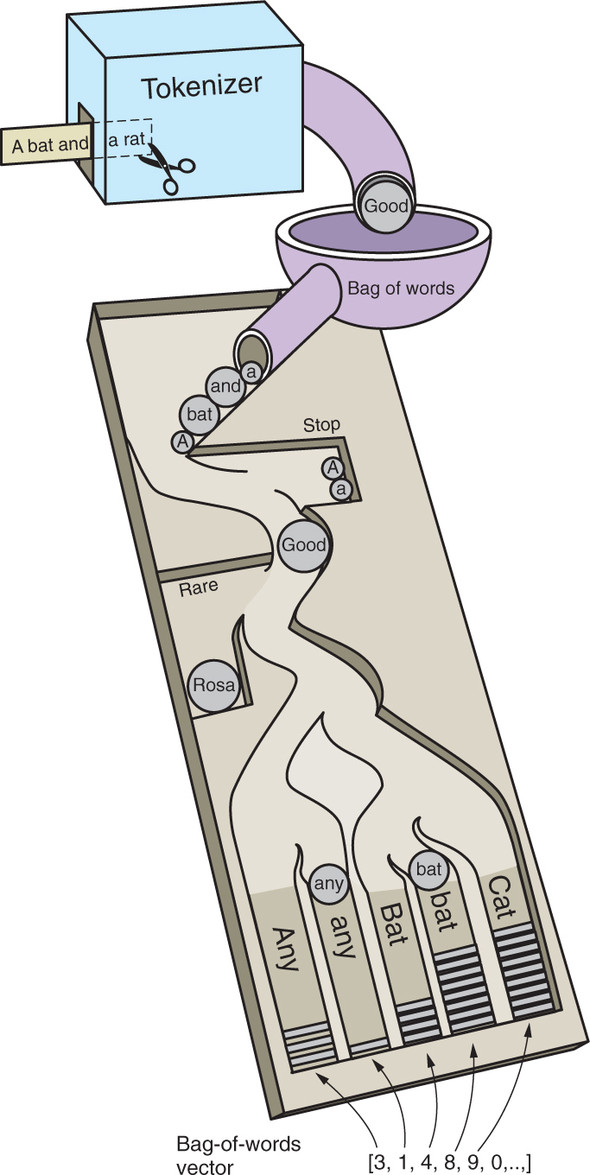 Tokenizer
A bat and
a rat
Good
Bag of words
a
and
bat
A
Stop
A
a
Good
Rare
Rosa
any
bat
Any
any
Bat
bat
Cat
Bag-of-words
vector
[3, 1, 4, 8, 9, 0,..,]